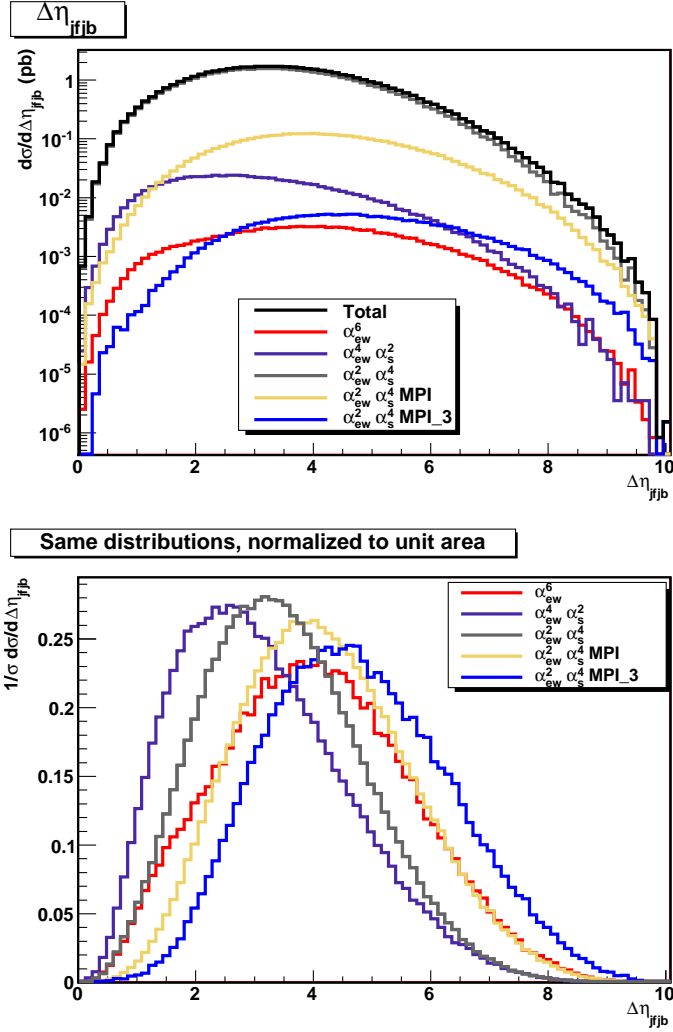 Δη_jfjb
dσ/dΔη_jfjb (pb)
1
10^-1
10^-2
10^-3
10^-4
10^-5
10^-6
Total
α_ew^6
α_ew^4 α_s^2
α_ew^2 α_s^4
α_ew^2 α_s^4 MPI
α_ew^2 α_s^4 MPI_3
0 2 4 6 8 10
Δη_jfjb
Same distributions, normalized to unit area
1/σ dσ/dΔη_jfjb
0.25
0.2
0.15
0.1
0.05
0
α_ew^6
α_ew^4 α_s^2
α_ew^2 α_s^4
α_ew^2 α_s^4 MPI
α_ew^2 α_s^4 MPI_3
0 2 4 6 8 10
Δη_jfjb